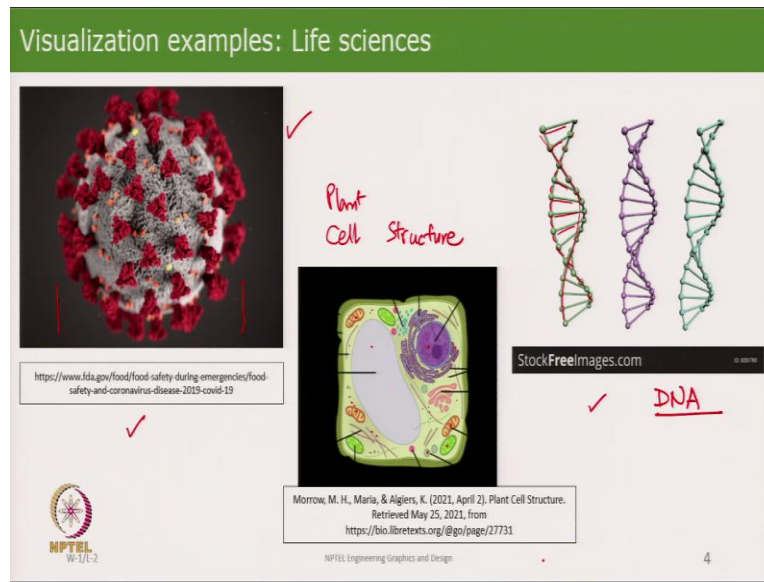 Visualization examples: Life sciences
Plant
Cell Structure
https://www.fda.gov/food/food-safety-during-emergencies/food-
safety-and-coronavirus-disease-2019-covid-19
StockFreeImages.com
DNA
Morrow, M. H., Maria, & Algiers, K. (2021, April 2). Plant Cell Structure.
Retrieved May 25, 2021, from
https://bio.libretexts.org/@go/page/27731
NPTEL
W-1/L-2
NPTEL Engineering Graphics and Design
4